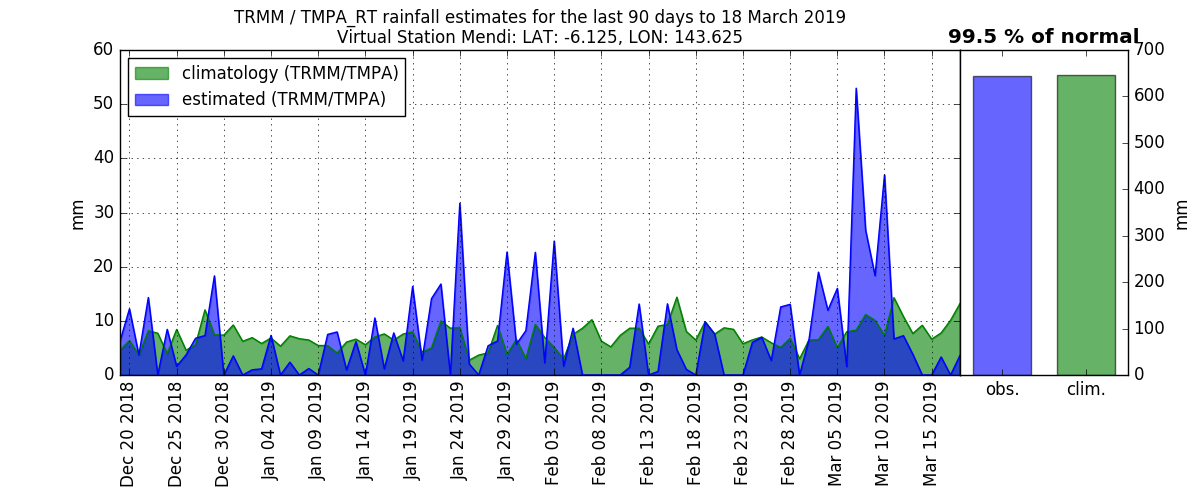 TRMM / TMPA_RT rainfall estimates for the last 90 days to 18 March 2019
Virtual Station Mendi: LAT: -6.125, LON: 143.625
99.5 % of normal
climatology (TRMM/TMPA)
estimated (TRMM/TMPA)
60
50
40
30
20
10
0
mm
700
600
500
400
300
200
100
0
mm
Dec 20 2018
Dec 25 2018
Dec 30 2018
Jan 04 2019
Jan 09 2019
Jan 14 2019
Jan 19 2019
Jan 24 2019
Jan 29 2019
Feb 03 2019
Feb 08 2019
Feb 13 2019
Feb 18 2019
Feb 23 2019
Feb 28 2019
Mar 05 2019
Mar 10 2019
Mar 15 2019
obs.
clim.